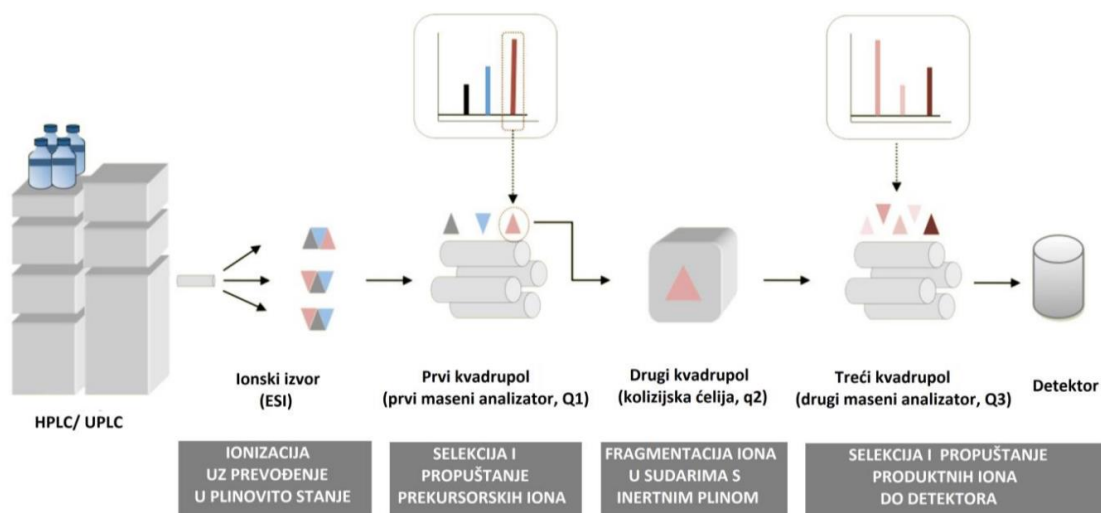 HPLC/ UPLC
Ionski izvor
(ESI)
Prvi kvadrupol
(prvi maseni analizator, Q1)
Drugi kvadrupol
(kolizijska ćelija, q2)
Treći kvadrupol
(drugi maseni analizator, Q3)
Detektor
IONIZACIJA
UZ PREVOĐENJE
U PLINOVITO STANJE
SELEKCIJA I
PROPUŠTANJE
PREKURSORSKIH IONA
FRAGMENTACIJA IONA
U SUDARIMA S
INERTNIM PLINOM
SELEKCIJA I PROPUŠTANJE
PRODUKTNIH IONA
DO DETEKTORA